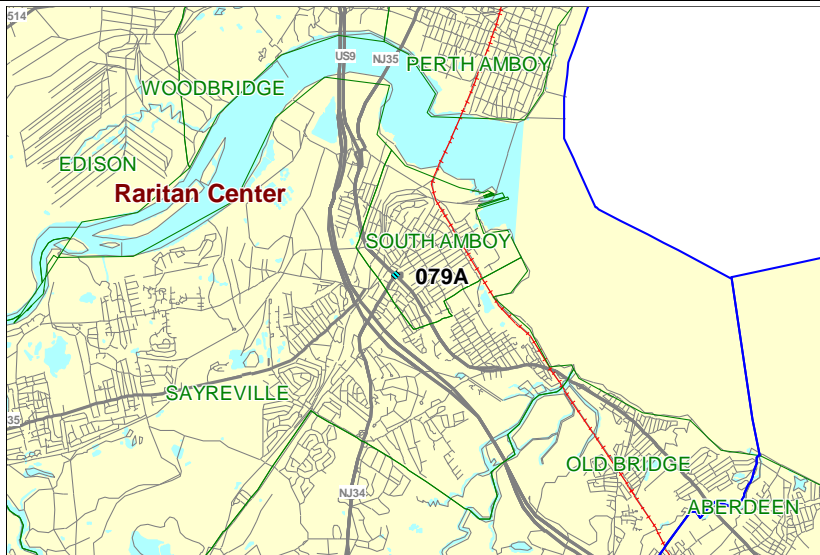 514
US9
NJ35
PERTH AMBOY
WOODBRIDGE
EDISON
Raritan Center
SOUTH AMBOY
079A
SAYREVILLE
35
OLD BRIDGE
NJ34
ABERDEEN